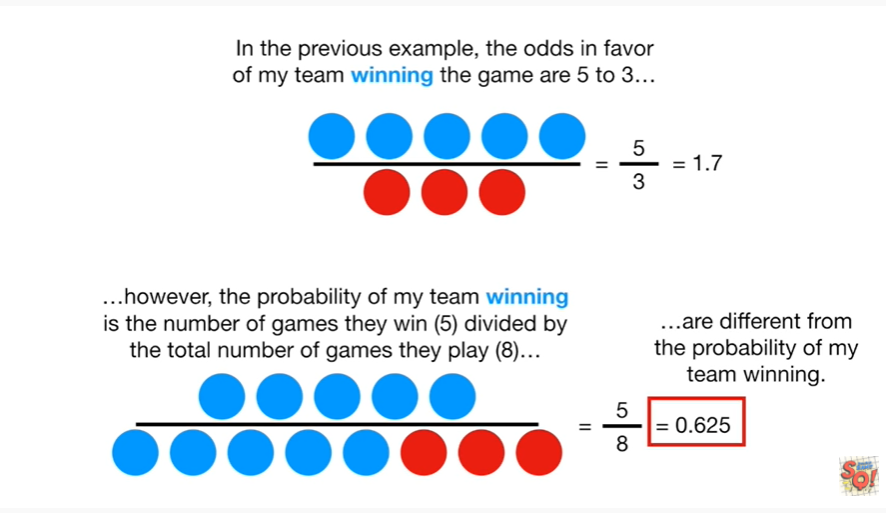 In the previous example, the odds in favor
of my team winning the game are 5 to 3…
= 5/3 = 1.7
…however, the probability of my team winning
is the number of games they win (5) divided by
the total number of games they play (8)…
= 5/8 = 0.625
…are different from
the probability of my
team winning.